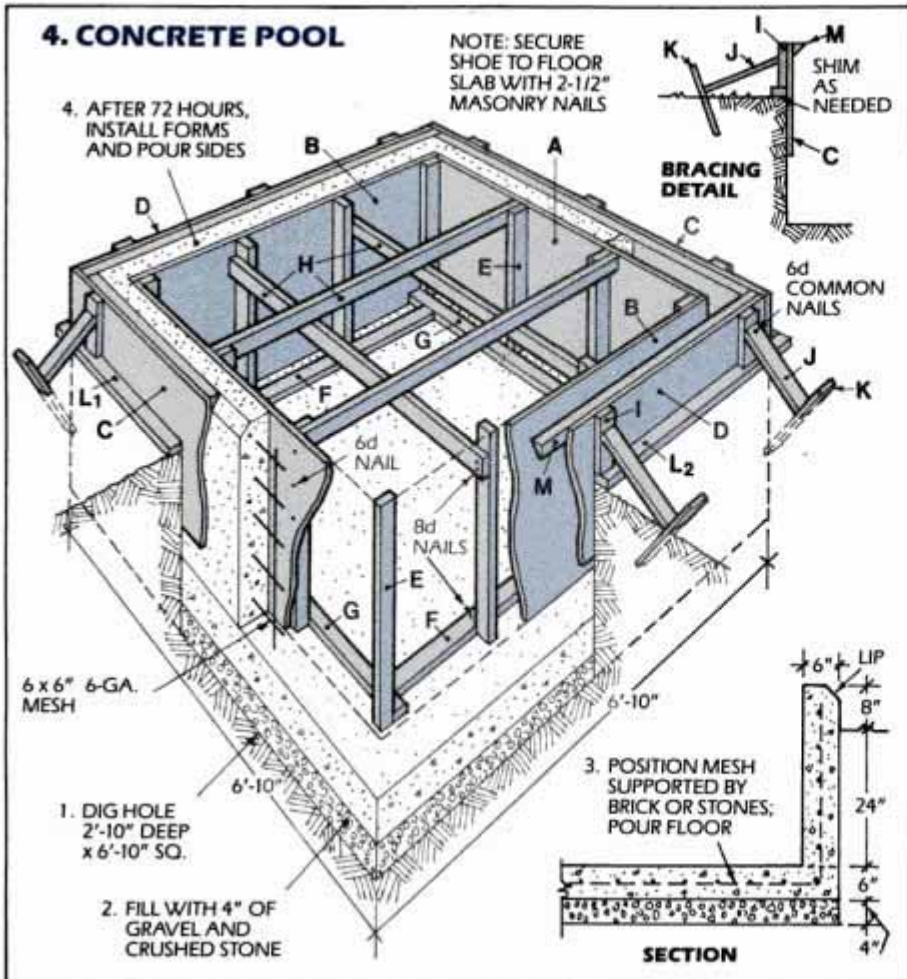 4. CONCRETE POOL
NOTE: SECURE
SHOE TO FLOOR
SLAB WITH 2-1/2"
MASONRY NAILS
I
M
K
J
SHIM
AS
NEEDED
C
BRACING
DETAIL
4. AFTER 72 HOURS,
INSTALL FORMS
AND POUR SIDES
B
A
D
C
H
E
6d
COMMON
NAILS
G
B
J
F
K
L1
C
I
D
6d
NAIL
M
L2
8d
NAILS
E
G
F
6 x 6" 6-GA.
MESH
6'-10"
6'-10"
6"
LIP
8"
24"
6"
4"
1. DIG HOLE
2'-10" DEEP
x 6'-10" SQ.
3. POSITION MESH
SUPPORTED BY
BRICK OR STONES;
POUR FLOOR
2. FILL WITH 4" OF
GRAVEL AND
CRUSHED STONE
SECTION